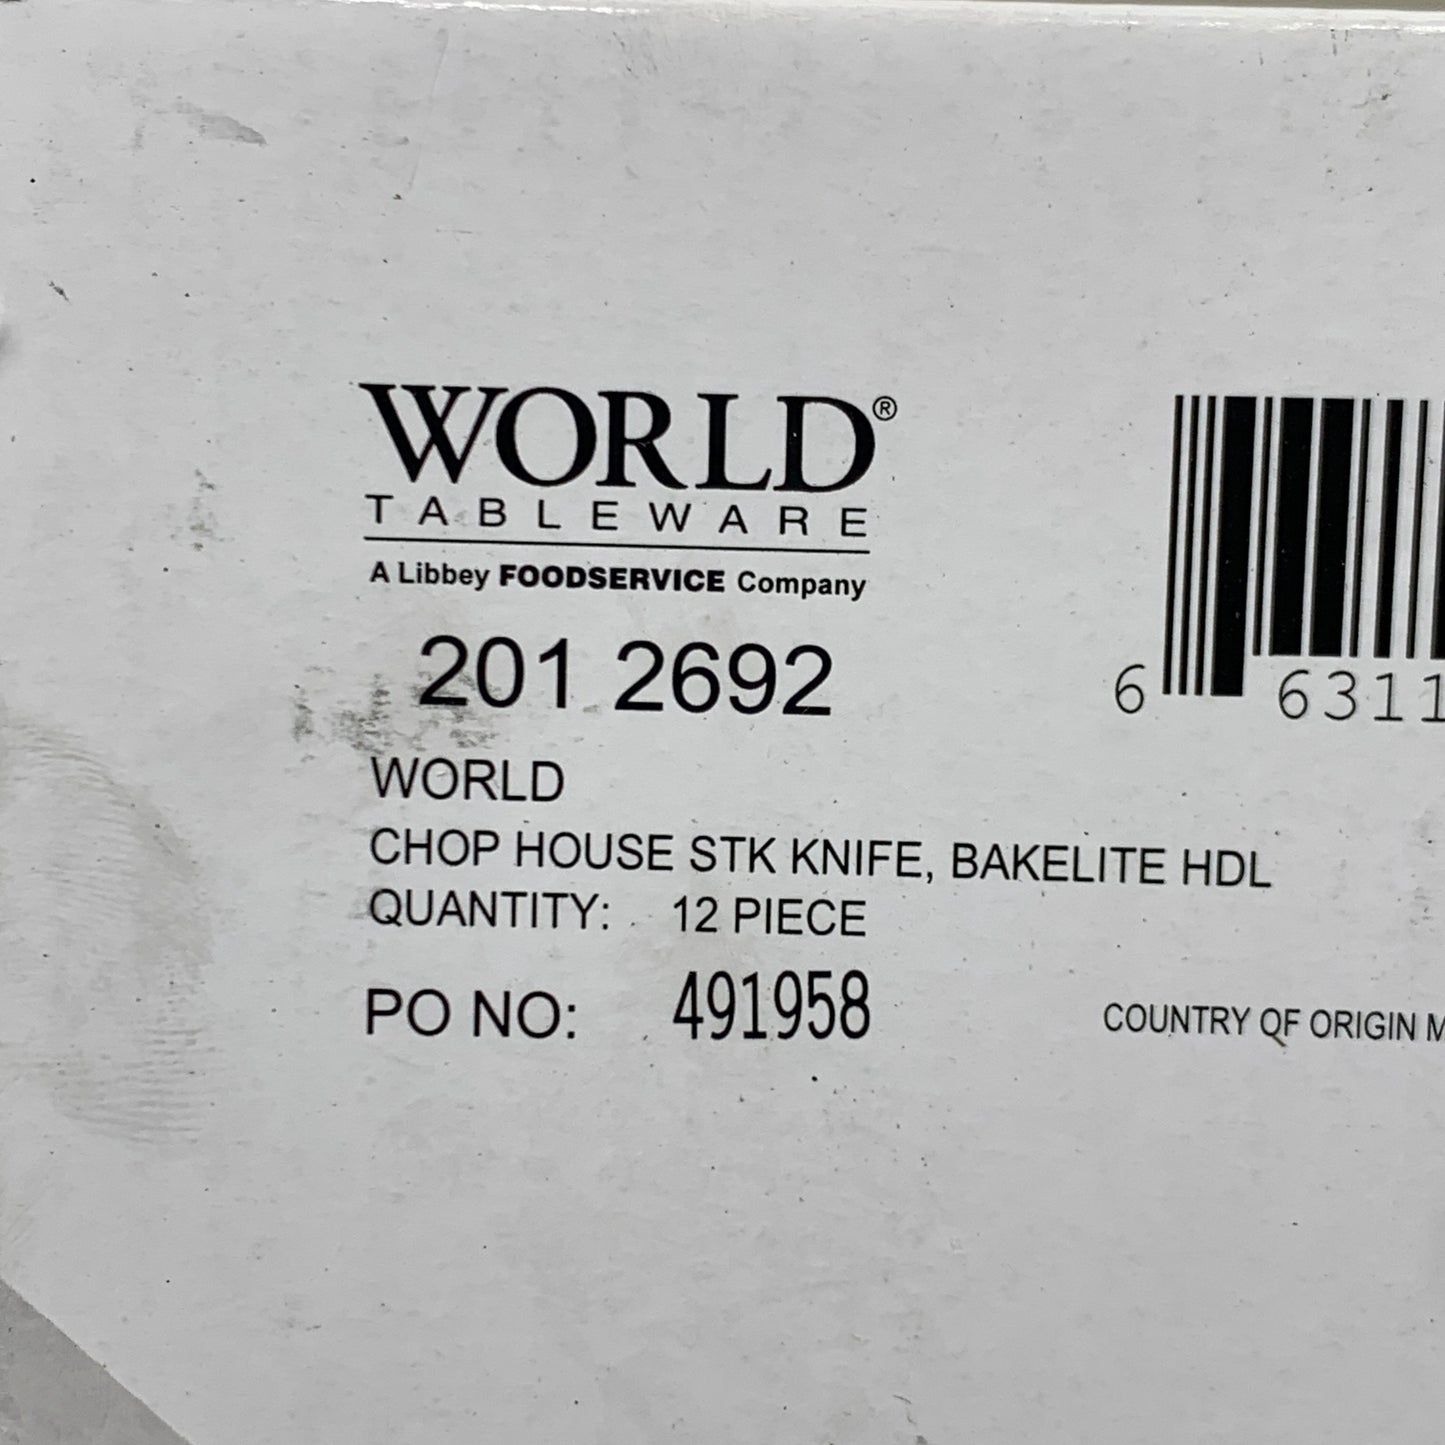 WORLD®
TABLEWARE
A Libbey FOODSERVICE Company
201 2692
WORLD
CHOP HOUSE STK KNIFE, BAKELITE HDL
QUANTITY: 12 PIECE
PO NO: 491958
6 6311
COUNTRY OF ORIGIN M